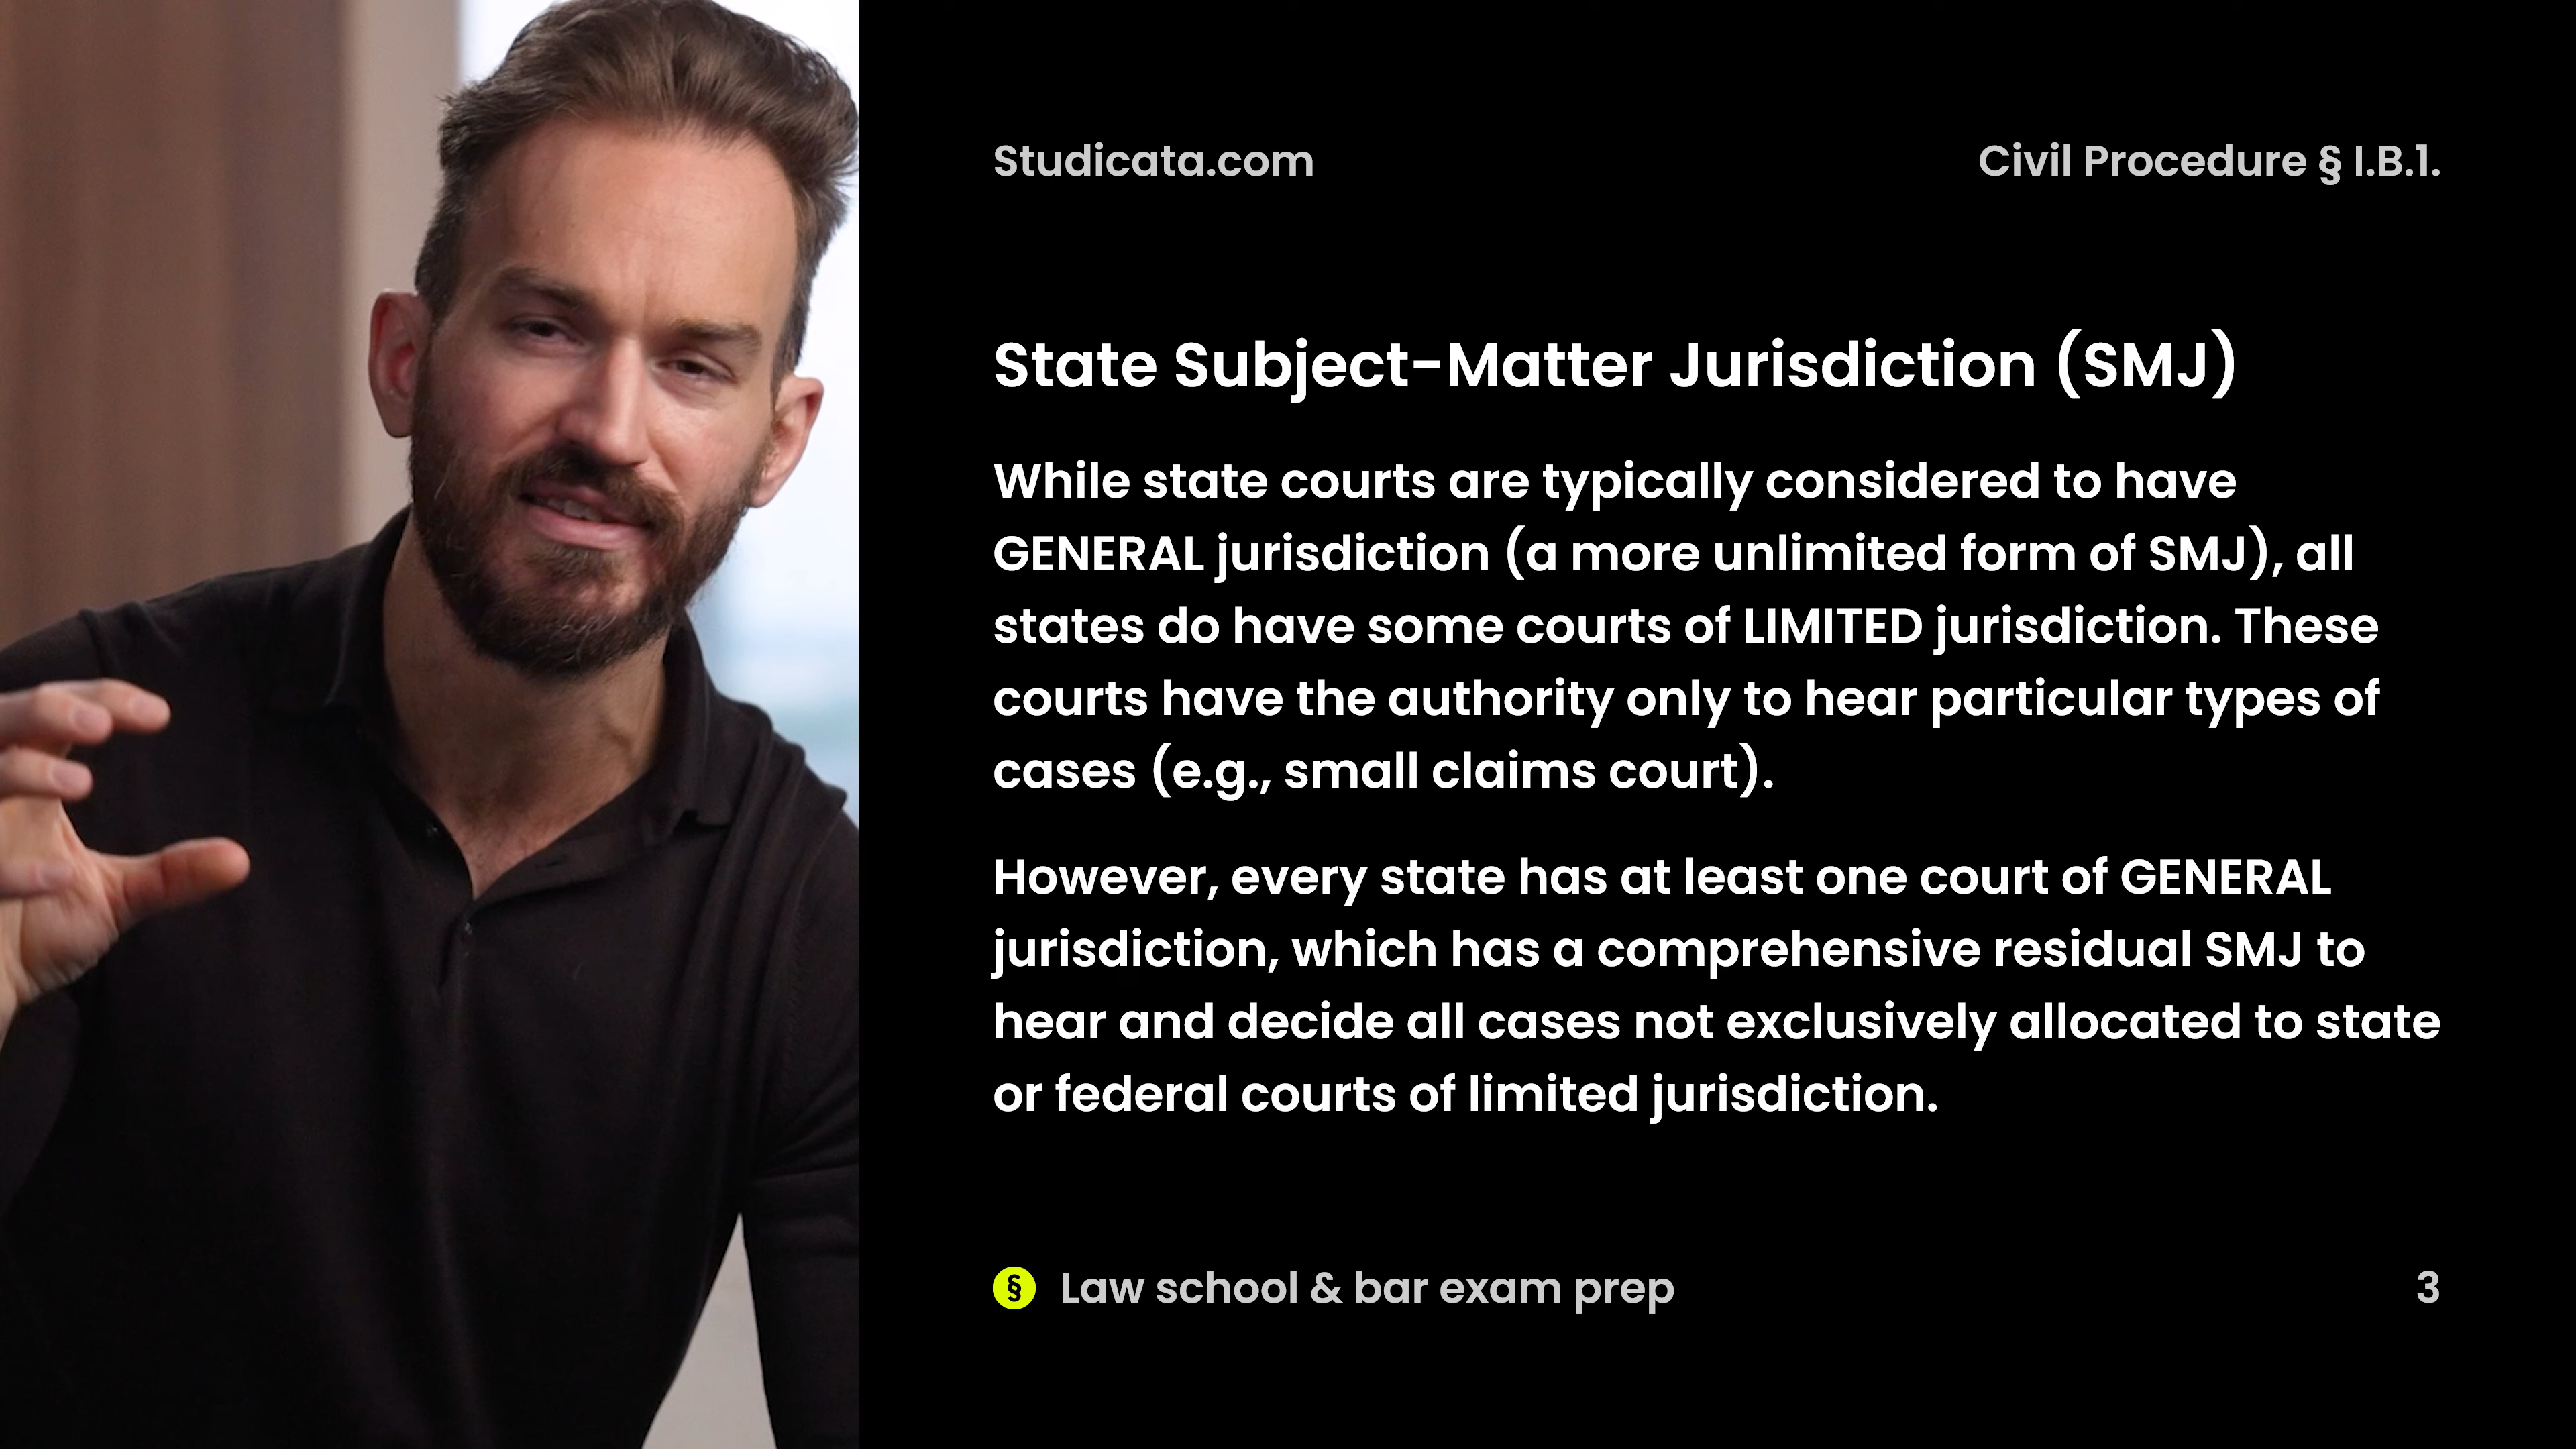 Studicata.com
Civil Procedure § I.B.1.
State Subject-Matter Jurisdiction (SMJ)
While state courts are typically considered to have
GENERAL jurisdiction (a more unlimited form of SMJ), all
states do have some courts of LIMITED jurisdiction. These
courts have the authority only to hear particular types of
cases (e.g., small claims court).
However, every state has at least one court of GENERAL
jurisdiction, which has a comprehensive residual SMJ to
hear and decide all cases not exclusively allocated to state
or federal courts of limited jurisdiction.
§ Law school & bar exam prep
3